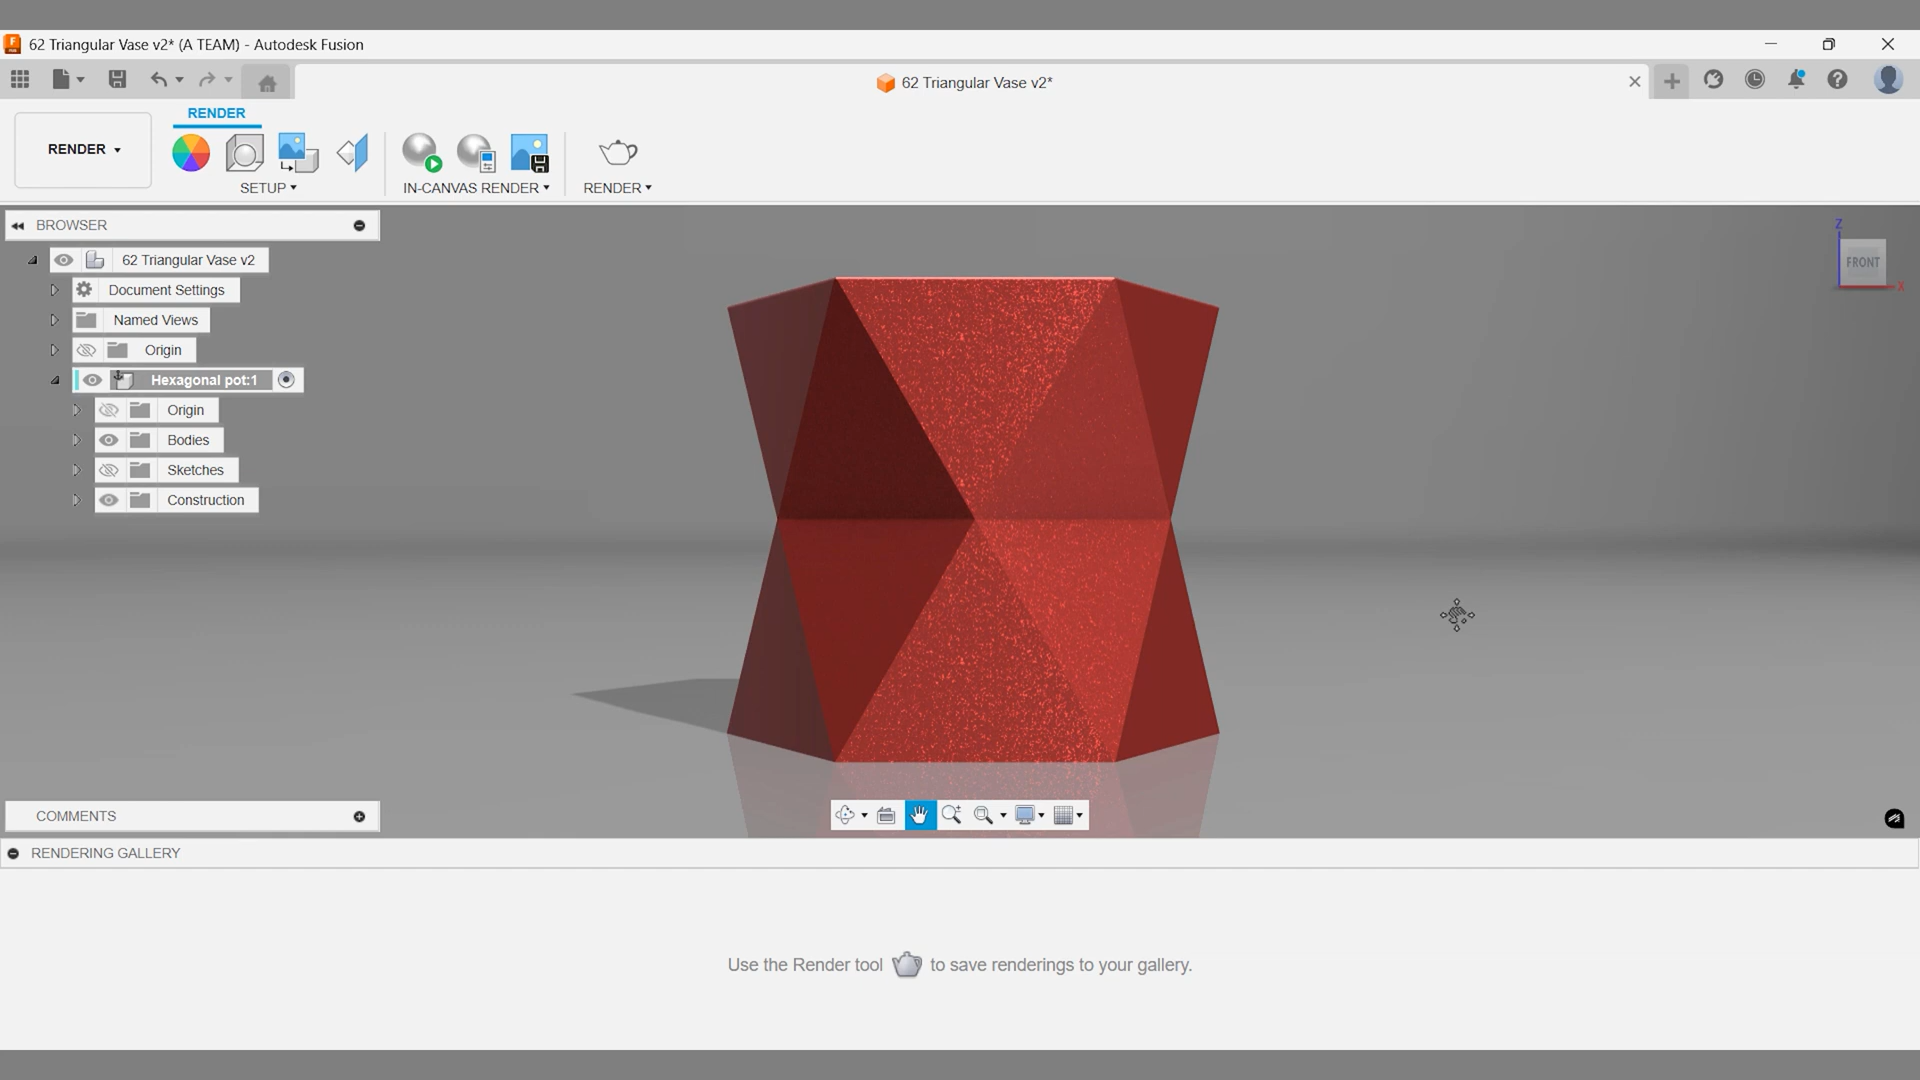 62 Triangular Vase v2* (A TEAM) - Autodesk Fusion
62 Triangular Vase v2*
RENDER
RENDER
SETUP
IN-CANVAS RENDER
RENDER
BROWSER
62 Triangular Vase v2
Document Settings
Named Views
Origin
Hexagonal pot:1
Origin
Bodies
Sketches
Construction
Z
FRONT
X
COMMENTS
RENDERING GALLERY
Use the Render tool to save renderings to your gallery.